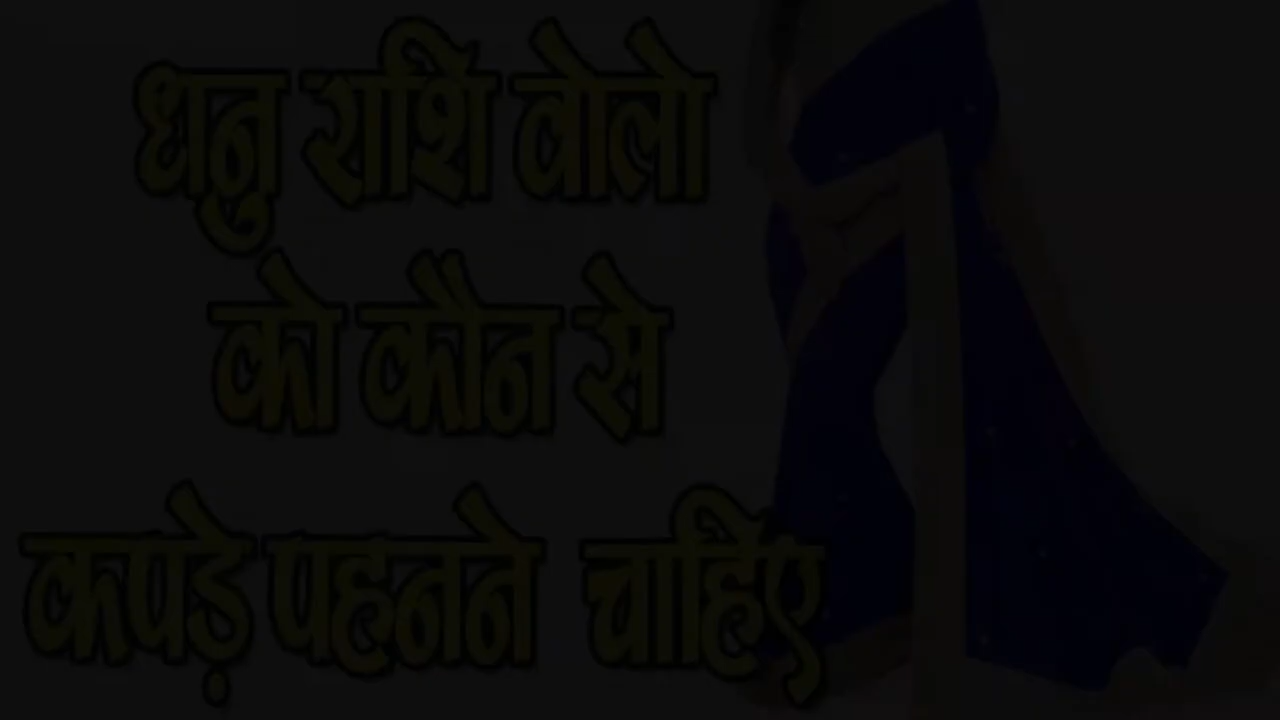 धनु राशि वोलो
को कौन से
कपड़े पहनने चाहिए